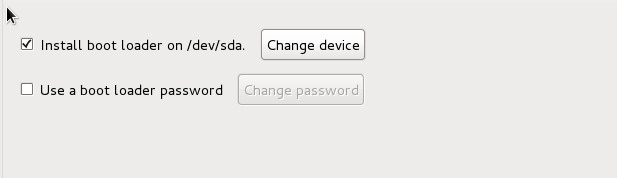 Install boot loader on /dev/sda. Change device
Use a boot loader password Change password